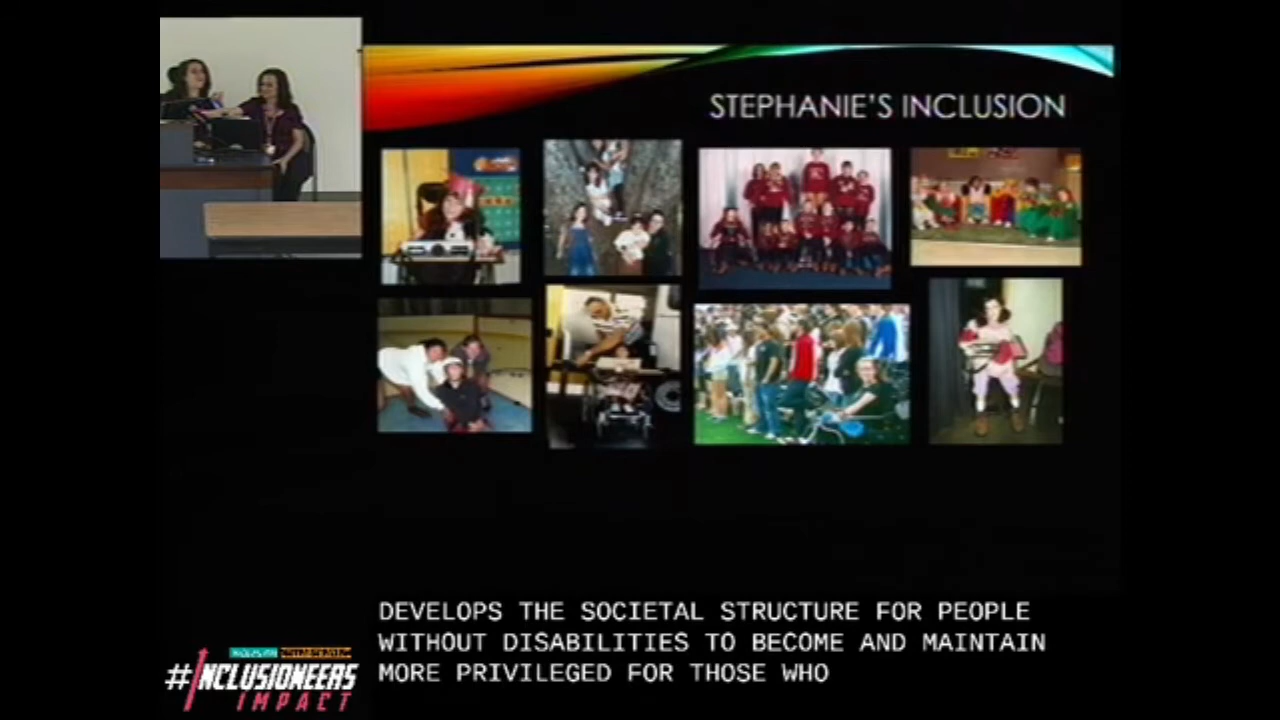 STEPHANIE'S INCLUSION
DEVELOPS THE SOCIETAL STRUCTURE FOR PEOPLE
WITHOUT DISABILITIES TO BECOME AND MAINTAIN
MORE PRIVILEGED FOR THOSE WHO
#INCLUSIONEERS
IMPACT